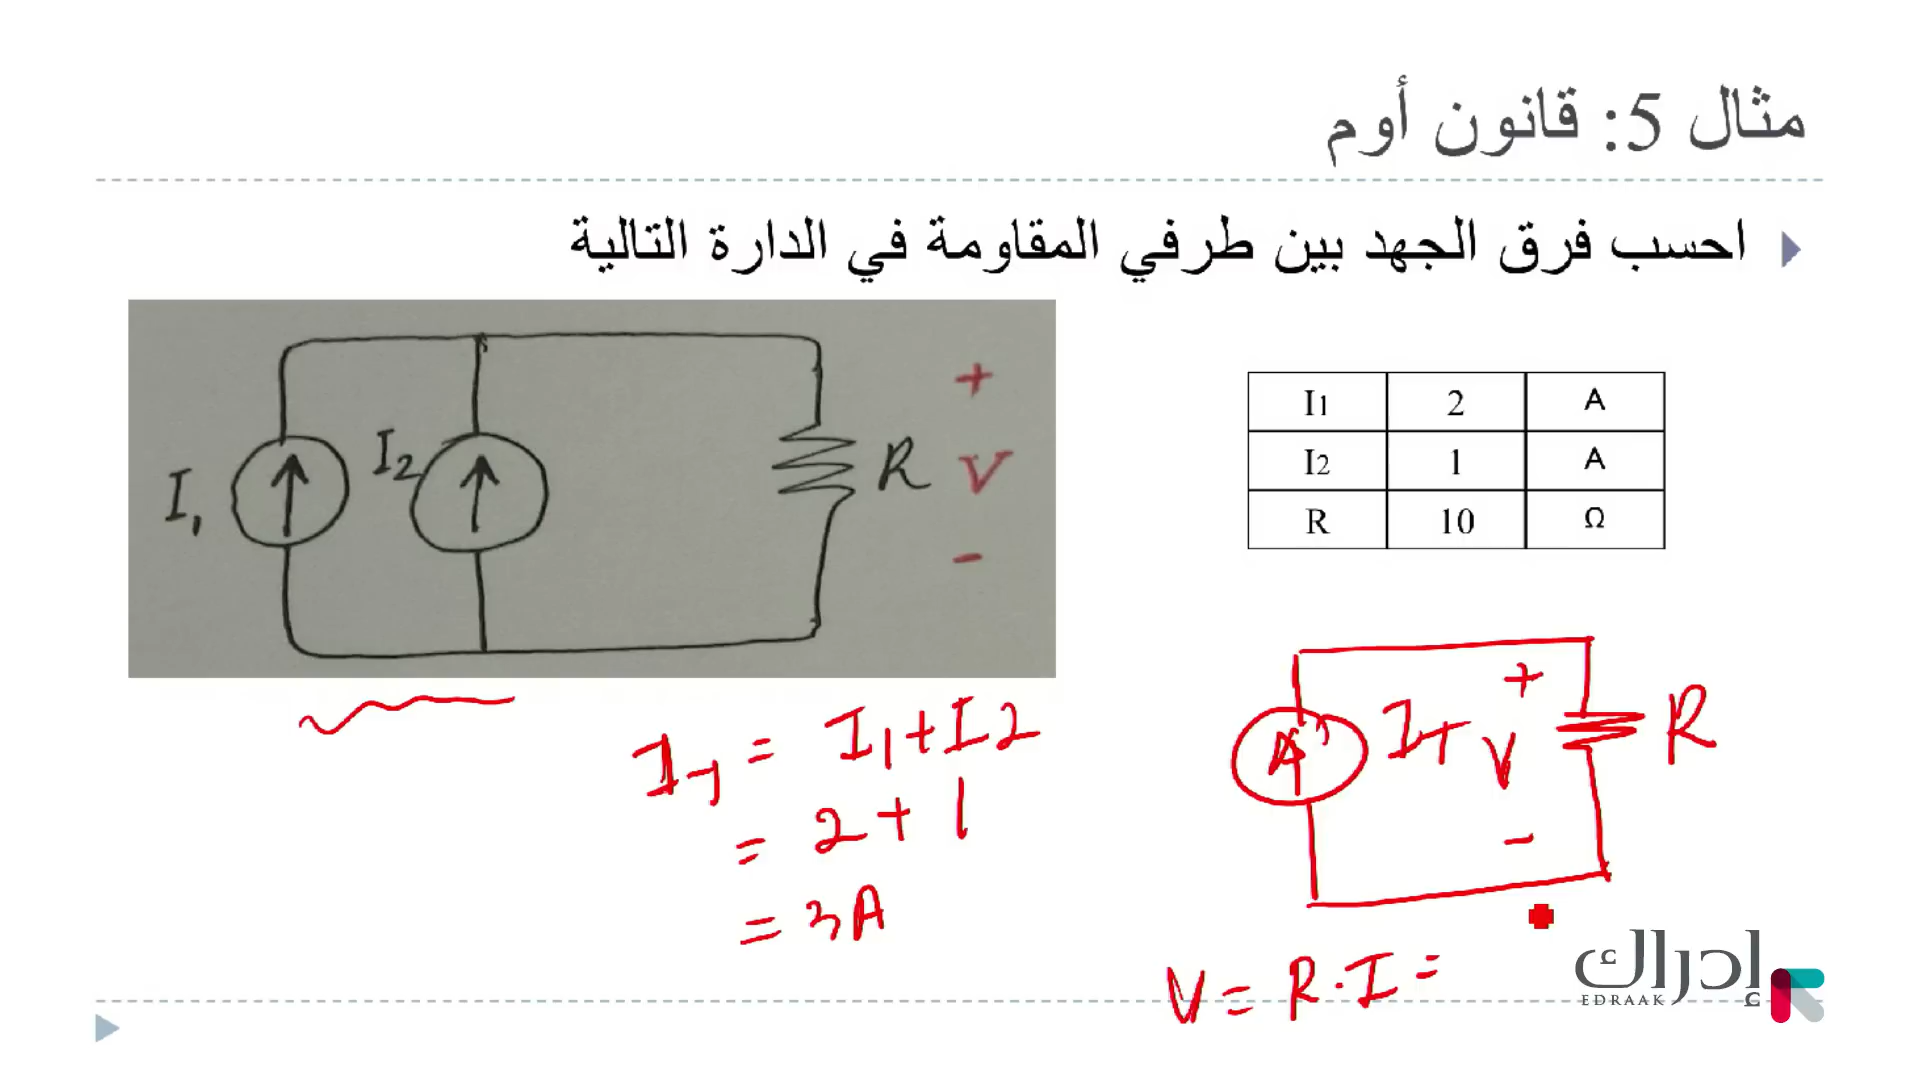 مثال 5: قانون أوم
احسب فرق الجهد بين طرفي المقاومة في الدارة التالية
I1
I2
R
+
V
-
I1 2 A
I2 1 A
R 10 Ω
IT = I1 + I2
= 2 + 1
= 3A
IT
+
V
-
R
V = R . I =
إدراك
EDRAAK